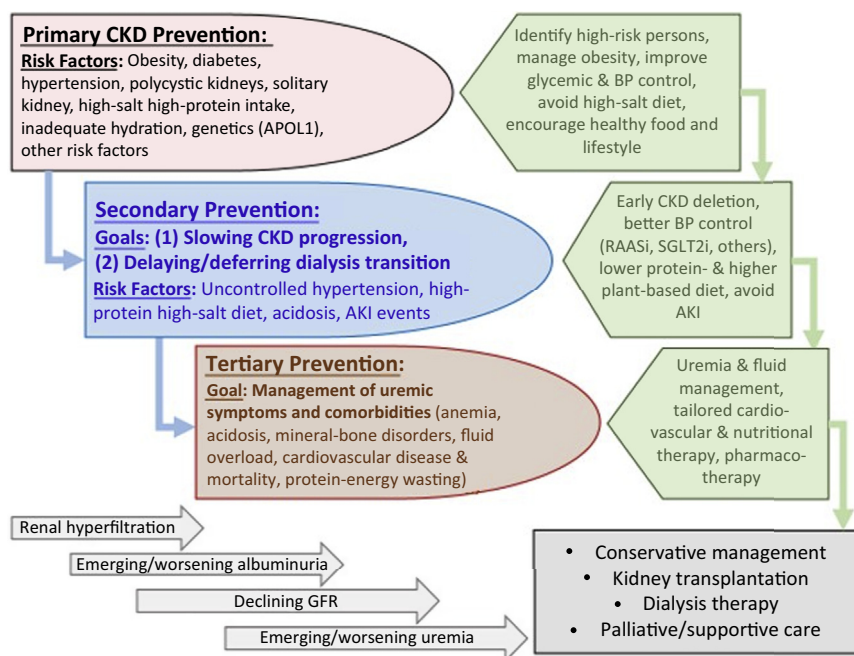 Primary CKD Prevention:
Risk Factors: Obesity, diabetes,
hypertension, polycystic kidneys, solitary
kidney, high-salt high-protein intake,
inadequate hydration, genetics (APOL1),
other risk factors
Identify high-risk persons,
manage obesity, improve
glycemic & BP control,
avoid high-salt diet,
encourage healthy food and
lifestyle
Secondary Prevention:
Goals: (1) Slowing CKD progression,
(2) Delaying/deferring dialysis transition
Risk Factors: Uncontrolled hypertension, high-
protein high-salt diet, acidosis, AKI events
Early CKD deletion,
better BP control
(RAASi, SGLT2i, others),
lower protein- & higher
plant-based diet, avoid
AKI
Tertiary Prevention:
Goal: Management of uremic
symptoms and comorbidities (anemia,
acidosis, mineral-bone disorders, fluid
overload, cardiovascular disease &
mortality, protein-energy wasting)
Uremia & fluid
management,
tailored cardio-
vascular &nutritional
therapy, pharmaco-
therapy
Renal hyperfiltration
Emerging/worsening albuminuria
Declining GFR
Emerging/worsening uremia
• Conservative management
• Kidney transplantation
• Dialysis therapy
• Palliative/supportive care